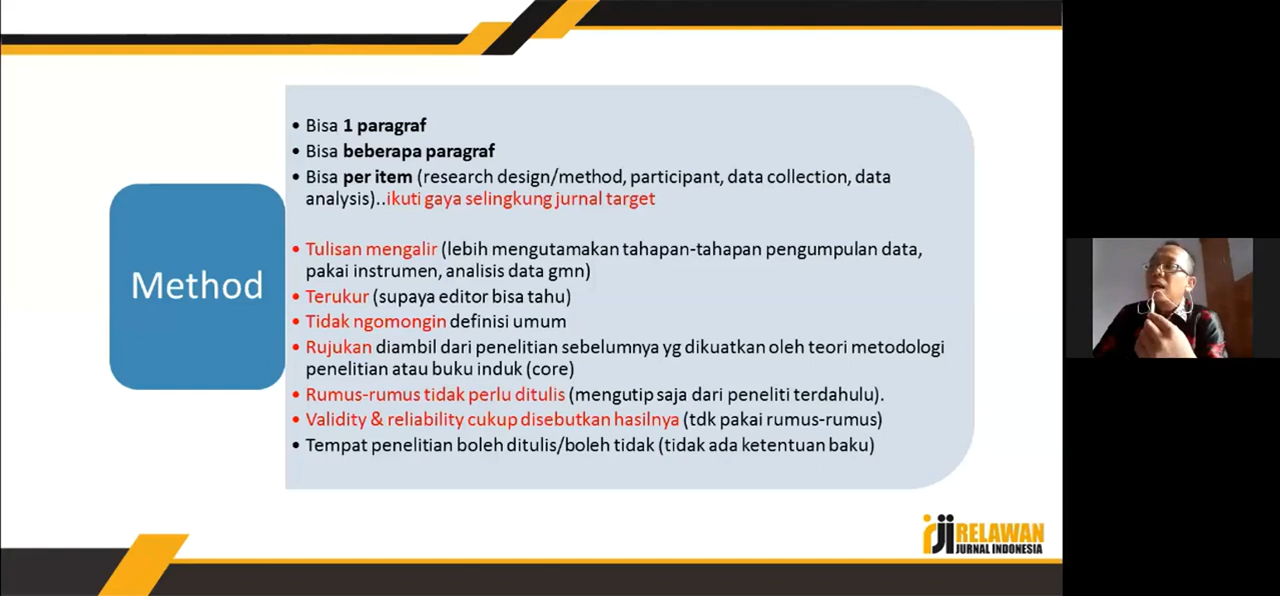 Method
• Bisa 1 paragraf
• Bisa beberapa paragraf
• Bisa per item (research design/method, participant, data collection, data
analysis)..ikuti gaya selingkung jurnal target
• Tulisan mengalir (lebih mengutamakan tahapan-tahapan pengumpulan data,
pakai instrumen, analisis data gmn)
• Terukur (supaya editor bisa tahu)
• Tidak ngomongin definisi umum
• Rujukan diambil dari penelitian sebelumnya yg dikuatkan oleh teori metodologi
penelitian atau buku induk (core)
• Rumus-rumus tidak perlu ditulis (mengutip saja dari peneliti terdahulu).
• Validity & reliability cukup disebutkan hasilnya (tdk pakai rumus-rumus)
• Tempat penelitian boleh ditulis/boleh tidak (tidak ada ketentuan baku)
rji RELAWAN
JURNAL INDONESIA